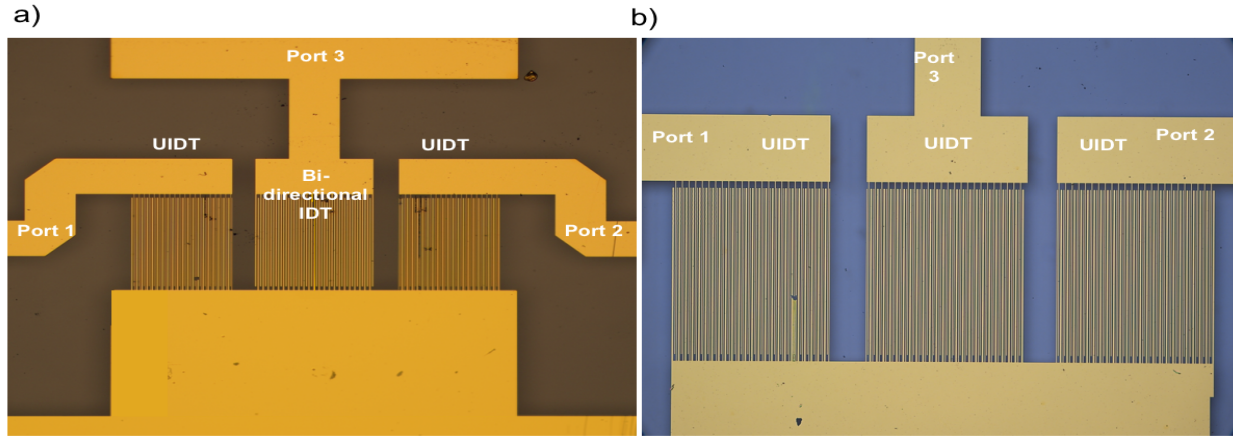 a)
Port 3
UIDT
UIDT
Bi-
directional
IDT
Port 1
Port 2
b)
Port
3
Port 1
UIDT
UIDT
UIDT
Port 2